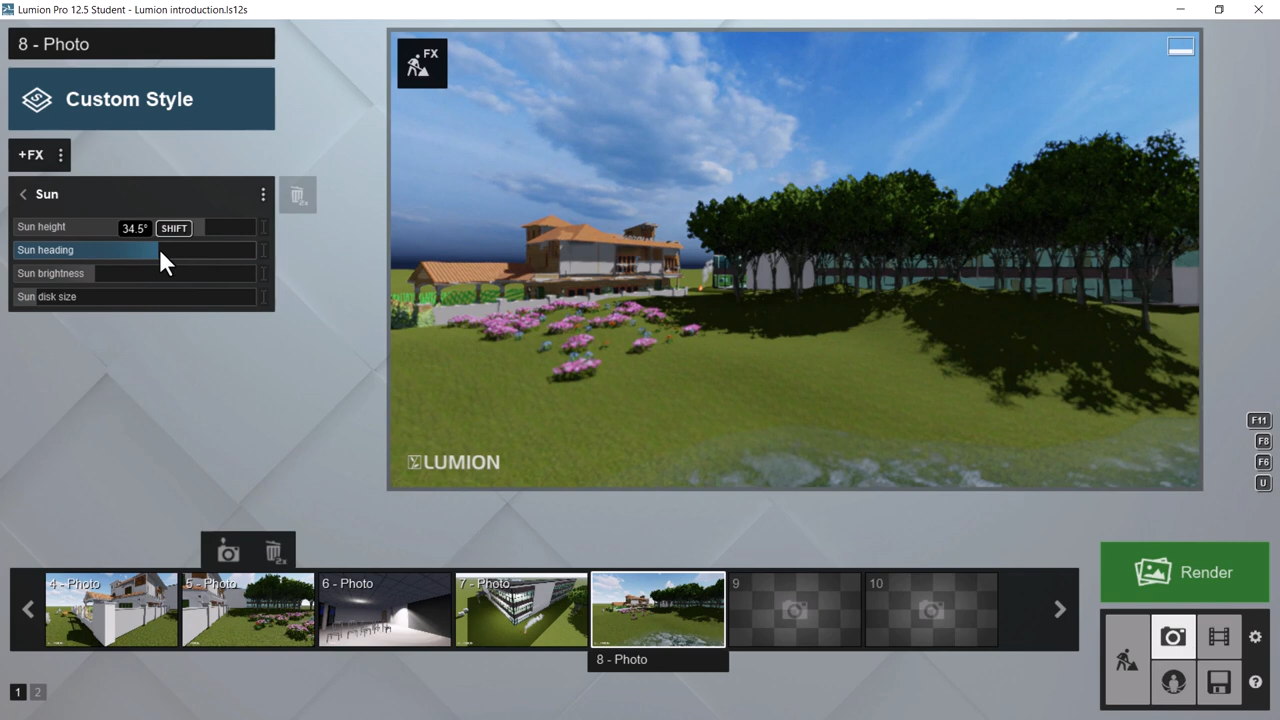 Lumion Pro 12.5 Student - Lumion introduction.ls12s
8 - Photo
Custom Style
+FX
Sun
Sun height 34.5° SHIFT
Sun heading
Sun brightness
Sun disk size
FX
LUMION
F11
F8
F6
U
2x
2x
4 - Photo
5 - Photo
6 - Photo
7 - Photo
9
10
8 - Photo
Render
1 2
?